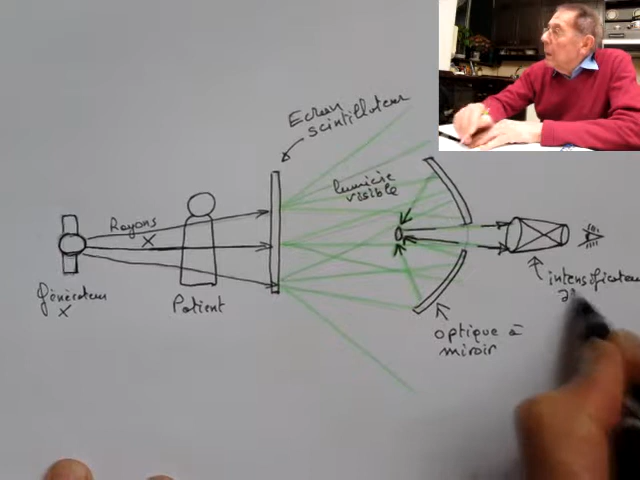 Ecran
scintillateur
lumière
visible
Rayons
X
Générateur
X
Patient
optique à
miroir
intensificateur